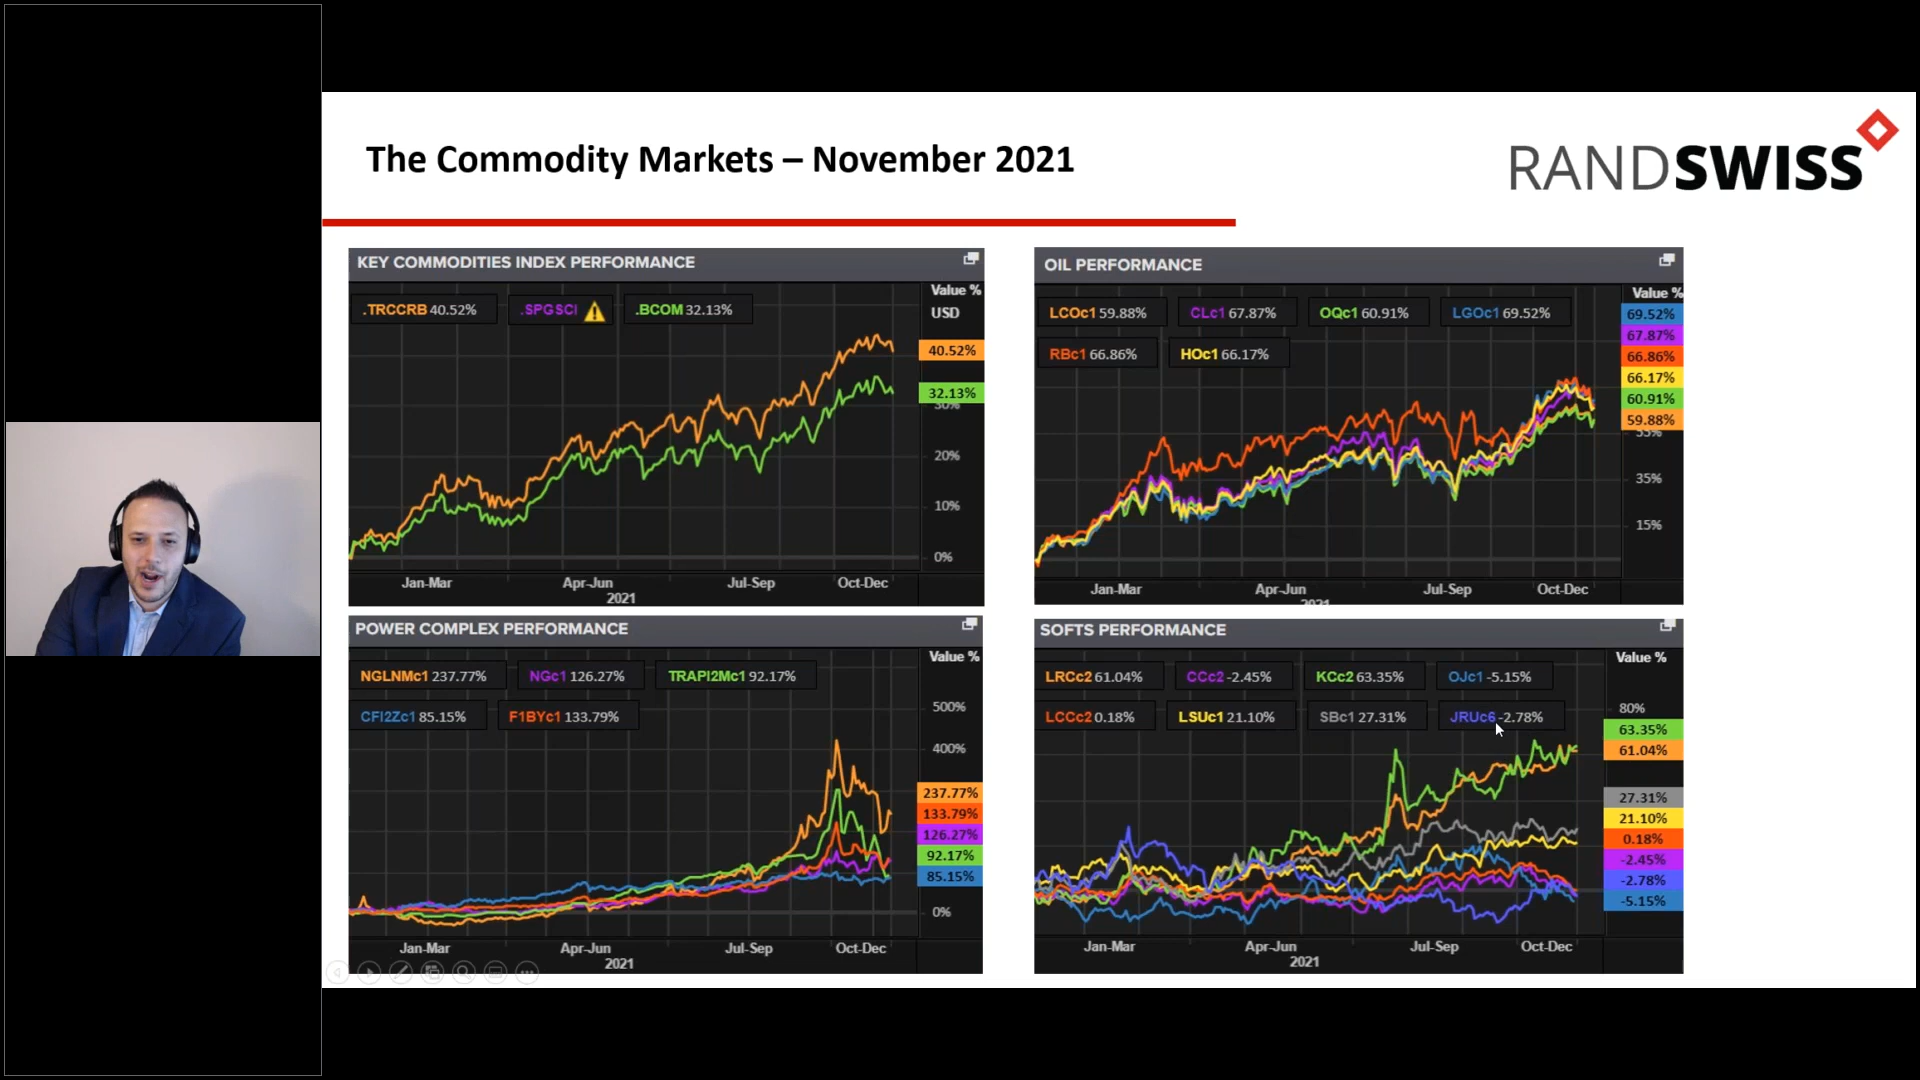 The Commodity Markets – November 2021
RANDSWISS
KEY COMMODITIES INDEX PERFORMANCE
Value %
.TRCCRB 40.52% .SPGSCI .BCOM 32.13%
USD
40.52%
32.13%
30%
20%
10%
0%
Jan-Mar Apr-Jun Jul-Sep Oct-Dec
2021
OIL PERFORMANCE
Value %
LCOc1 59.88% CLc1 67.87% OQc1 60.91% LGOc1 69.52%
RBc1 66.86% HOc1 66.17%
69.52%
67.87%
66.86%
66.17%
60.91%
59.88%
55%
35%
15%
Jan-Mar Apr-Jun Jul-Sep Oct-Dec
2021
POWER COMPLEX PERFORMANCE
Value %
NGLNMc1 237.77% NGc1 126.27% TRAPI2Mc1 92.17%
CFI2Zc1 85.15% F1BYc1 133.79%
500%
400%
237.77%
133.79%
126.27%
92.17%
85.15%
0%
Jan-Mar Apr-Jun Jul-Sep Oct-Dec
2021
SOFTS PERFORMANCE
Value %
LRCc2 61.04% CCc2 -2.45% KCc2 63.35% OJc1 -5.15%
LCCc2 0.18% LSUc1 21.10% SBc1 27.31% JRUc6 -2.78%
80%
63.35%
61.04%
27.31%
21.10%
0.18%
-2.45%
-2.78%
-5.15%
Jan-Mar Apr-Jun Jul-Sep Oct-Dec
2021